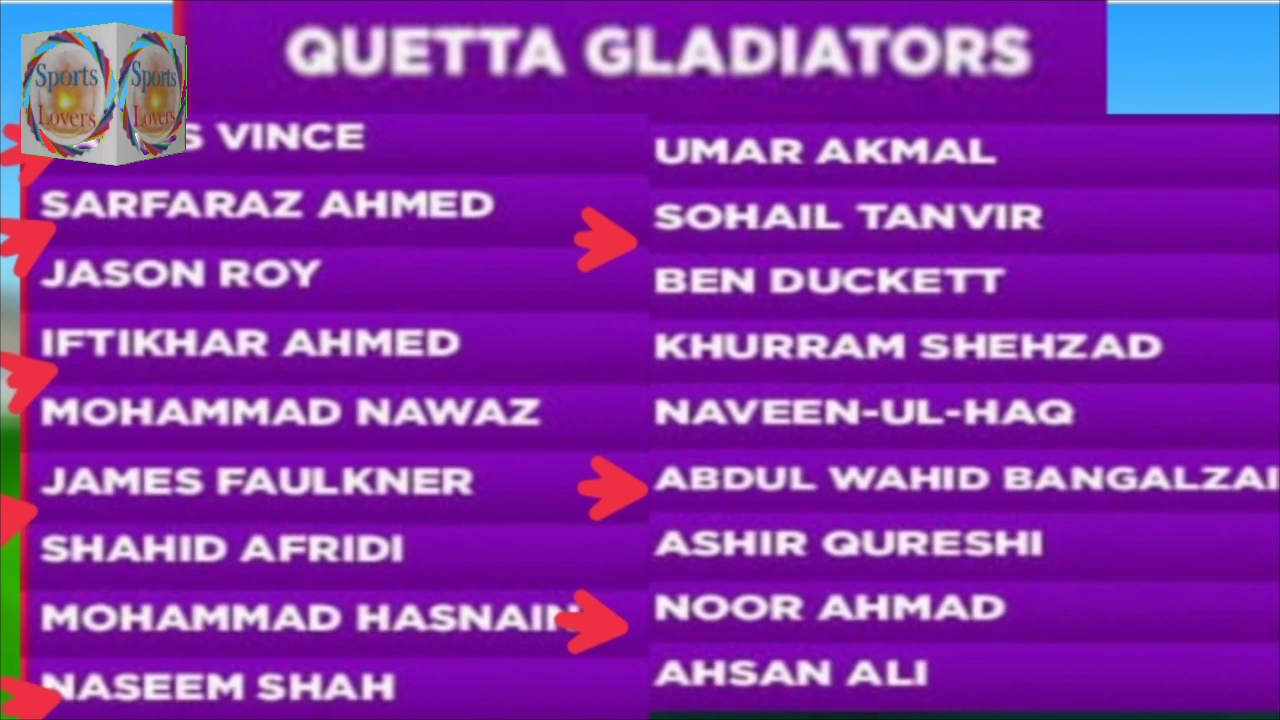 QUETTA GLADIATORS
Sports
Lovers
Sports
Lovers
S VINCE
SARFARAZ AHMED
JASON ROY
IFTIKHAR AHMED
MOHAMMAD NAWAZ
JAMES FAULKNER
SHAHID AFRIDI
MOHAMMAD HASNAIN
NASEEM SHAH
UMAR AKMAL
SOHAIL TANVIR
BEN DUCKETT
KHURRAM SHEHZAD
NAVEEN-UL-HAQ
ABDUL WAHID BANGALZAI
ASHIR QURESHI
NOOR AHMAD
AHSAN ALI